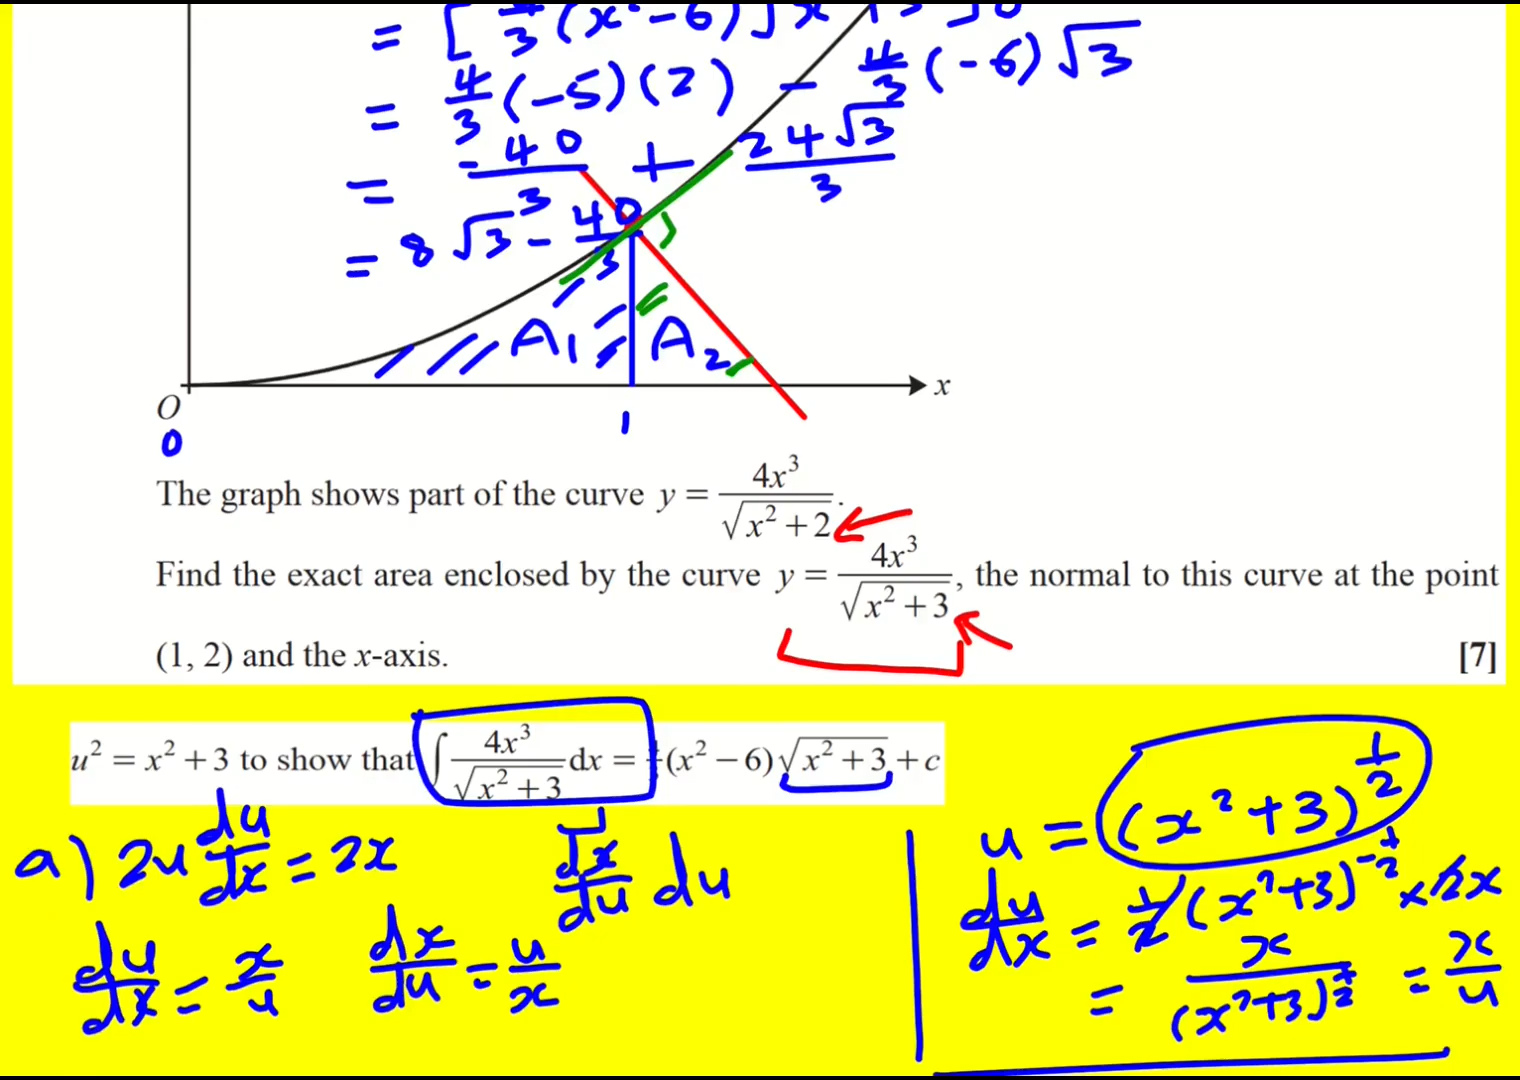 = [ 4/3 (x² - 6) √x² + 3 ]
= 4/3 (-5)(2) - 4/3 (-6) √3
= -40/3 + 24√3/3
= 8√3 - 40/3
A₁ A₂
x
O
0 1
The graph shows part of the curve y = 4x³/√(x² + 2).
Find the exact area enclosed by the curve y = 4x³/√(x² + 3), the normal to this curve at the point
(1, 2) and the x-axis. [7]
u² = x² + 3 to show that ∫ 4x³/√(x² + 3) dx = (x² − 6)√(x² + 3) + c
a) 2u du/dx = 2x
dx/du du
du/dx = x/u dx/du = u/x
u = (x² + 3)^½
du/dx = ½ (x² + 3)^-½ × 2x
= x/(x² + 3)^½ = x/u